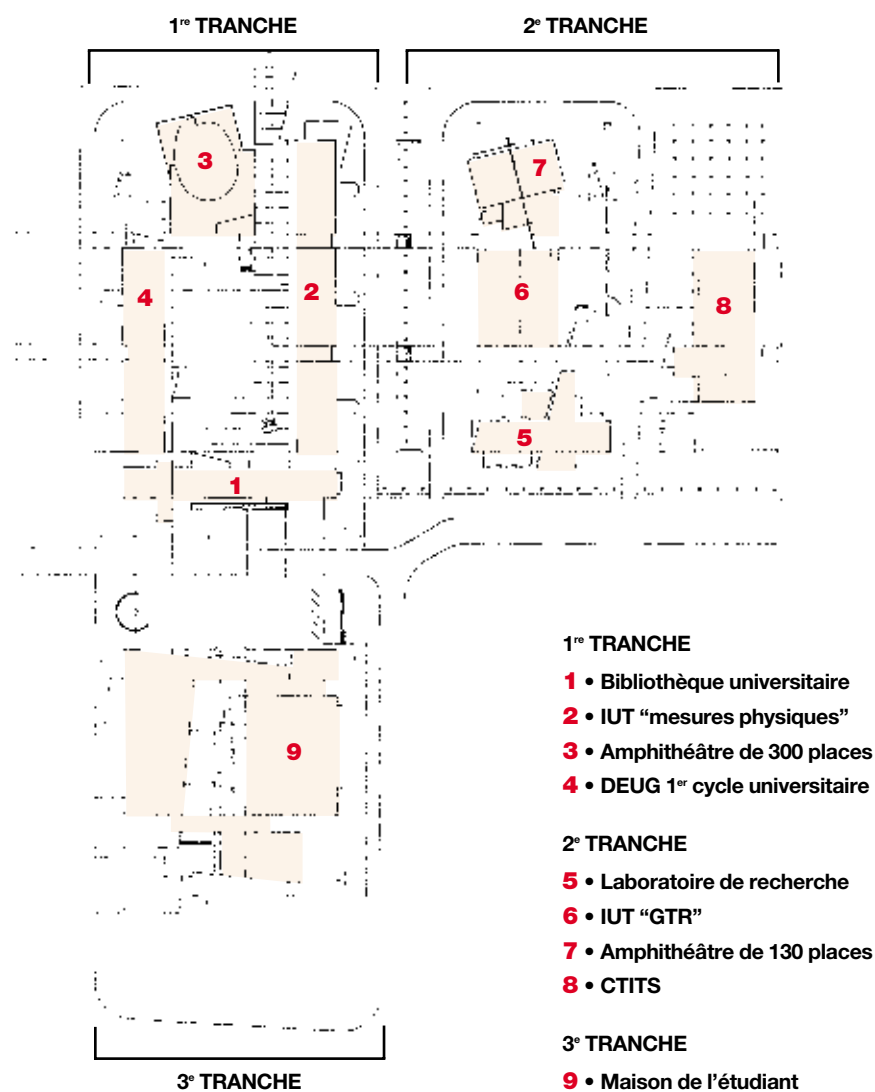 1re TRANCHE
2e TRANCHE
3
7
4
2
6
8
5
1
9
1re TRANCHE
1 • Bibliothèque universitaire
2 • IUT “mesures physiques”
3 • Amphithéâtre de 300 places
4 • DEUG 1er cycle universitaire
2e TRANCHE
5 • Laboratoire de recherche
6 • IUT “GTR”
7 • Amphithéâtre de 130 places
8 • CTITS
3e TRANCHE
9 • Maison de l’étudiant
3e TRANCHE